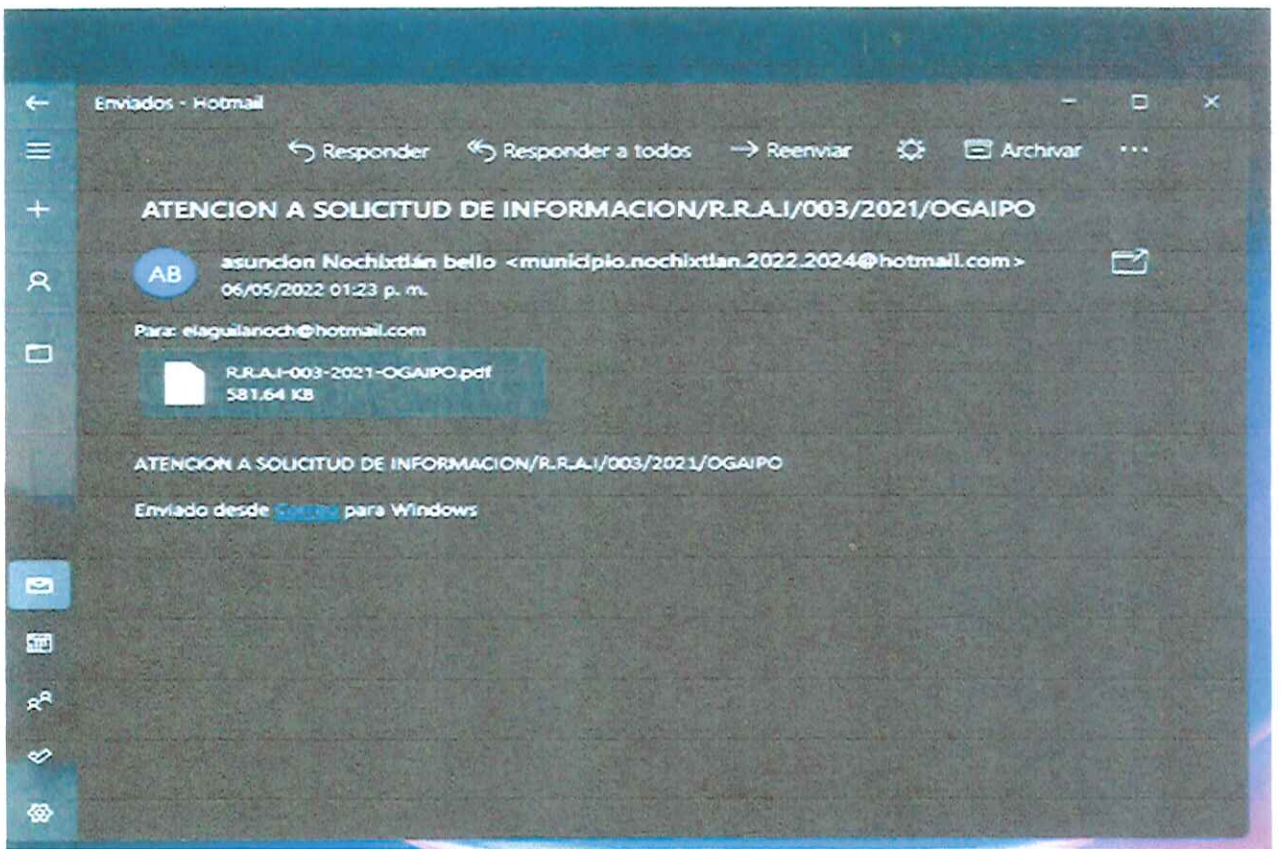 Enviados - Hotmail
Responder
Responder a todos
Reenviar
Archivar
ATENCION A SOLICITUD DE INFORMACION/R.R.A.I/003/2021/OGAIPO
AB
asuncion Nochixtlán bello <municipio.nochixtlan.2022.2024@hotmail.com>
06/05/2022 01:23 p. m.
Para: elaguilanoch@hotmail.com
R.R.A.I-003-2021-OGAIPO.pdf
581.64 KB
ATENCION A SOLICITUD DE INFORMACION/R.R.A.I/003/2021/OGAIPO
Enviado desde Correo para Windows